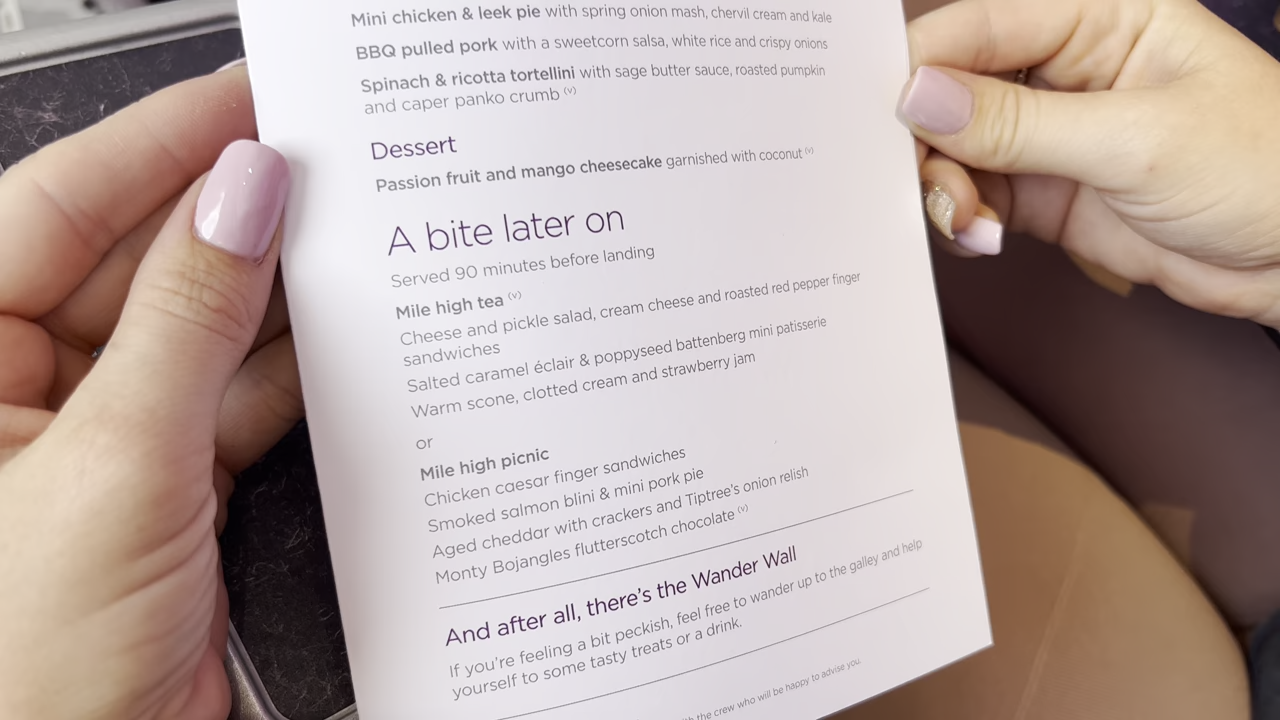 Mini chicken & leek pie with spring onion mash, chervil cream and kale
BBQ pulled pork with a sweetcorn salsa, white rice and crispy onions
Spinach & ricotta tortellini with sage butter sauce, roasted pumpkin
and caper panko crumb (v)
Dessert
Passion fruit and mango cheesecake garnished with coconut (v)
A bite later on
Served 90 minutes before landing
Mile high tea (v)
Cheese and pickle salad, cream cheese and roasted red pepper finger
sandwiches
Salted caramel éclair & poppyseed battenberg mini patisserie
Warm scone, clotted cream and strawberry jam
or
Mile high picnic
Chicken caesar finger sandwiches
Smoked salmon blini & mini pork pie
Aged cheddar with crackers and Tiptree's onion relish
Monty Bojangles flutterscotch chocolate (v)
And after all, there's the Wander Wall
If you're feeling a bit peckish, feel free to wander up to the galley and help
yourself to some tasty treats or a drink.
the crew who will be happy to advise you.